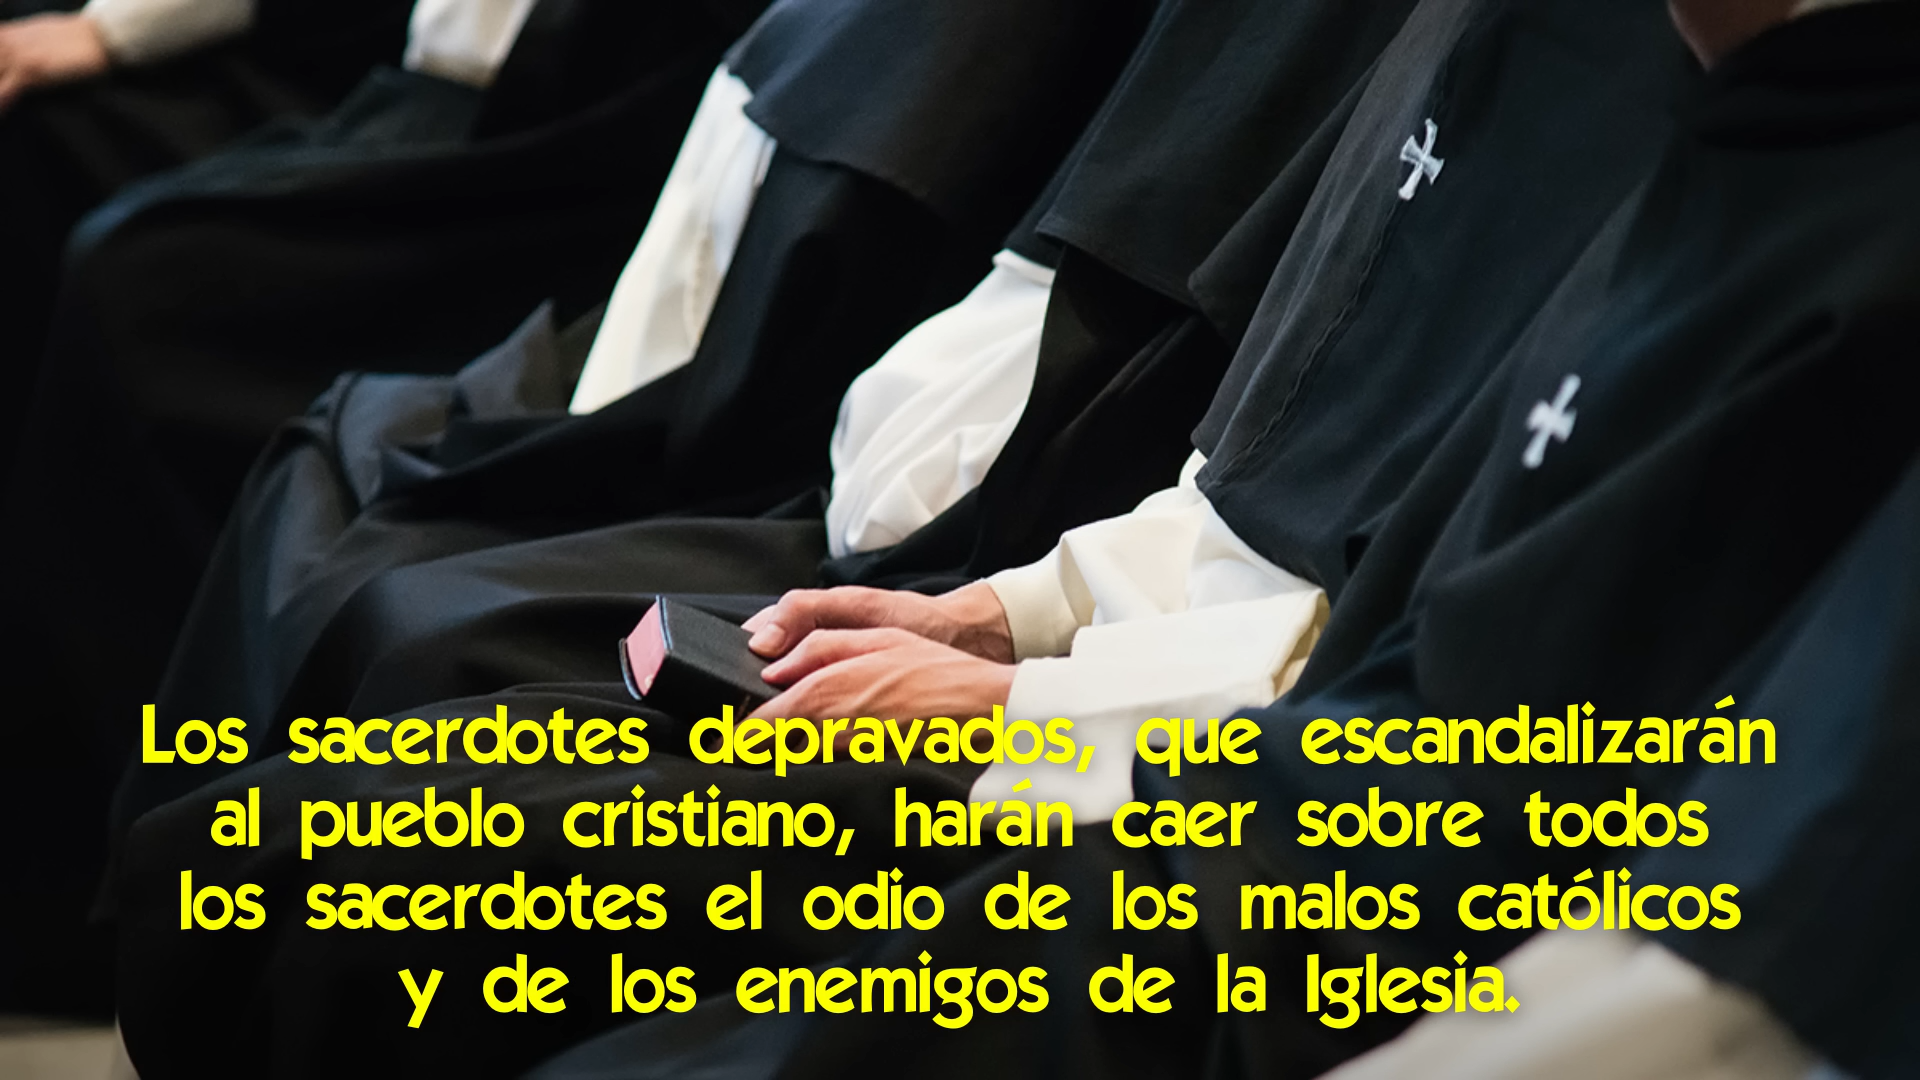 Los sacerdotes depravados, que escandalizarán
al pueblo cristiano, harán caer sobre todos
los sacerdotes el odio de los malos católicos
y de los enemigos de la Iglesia.